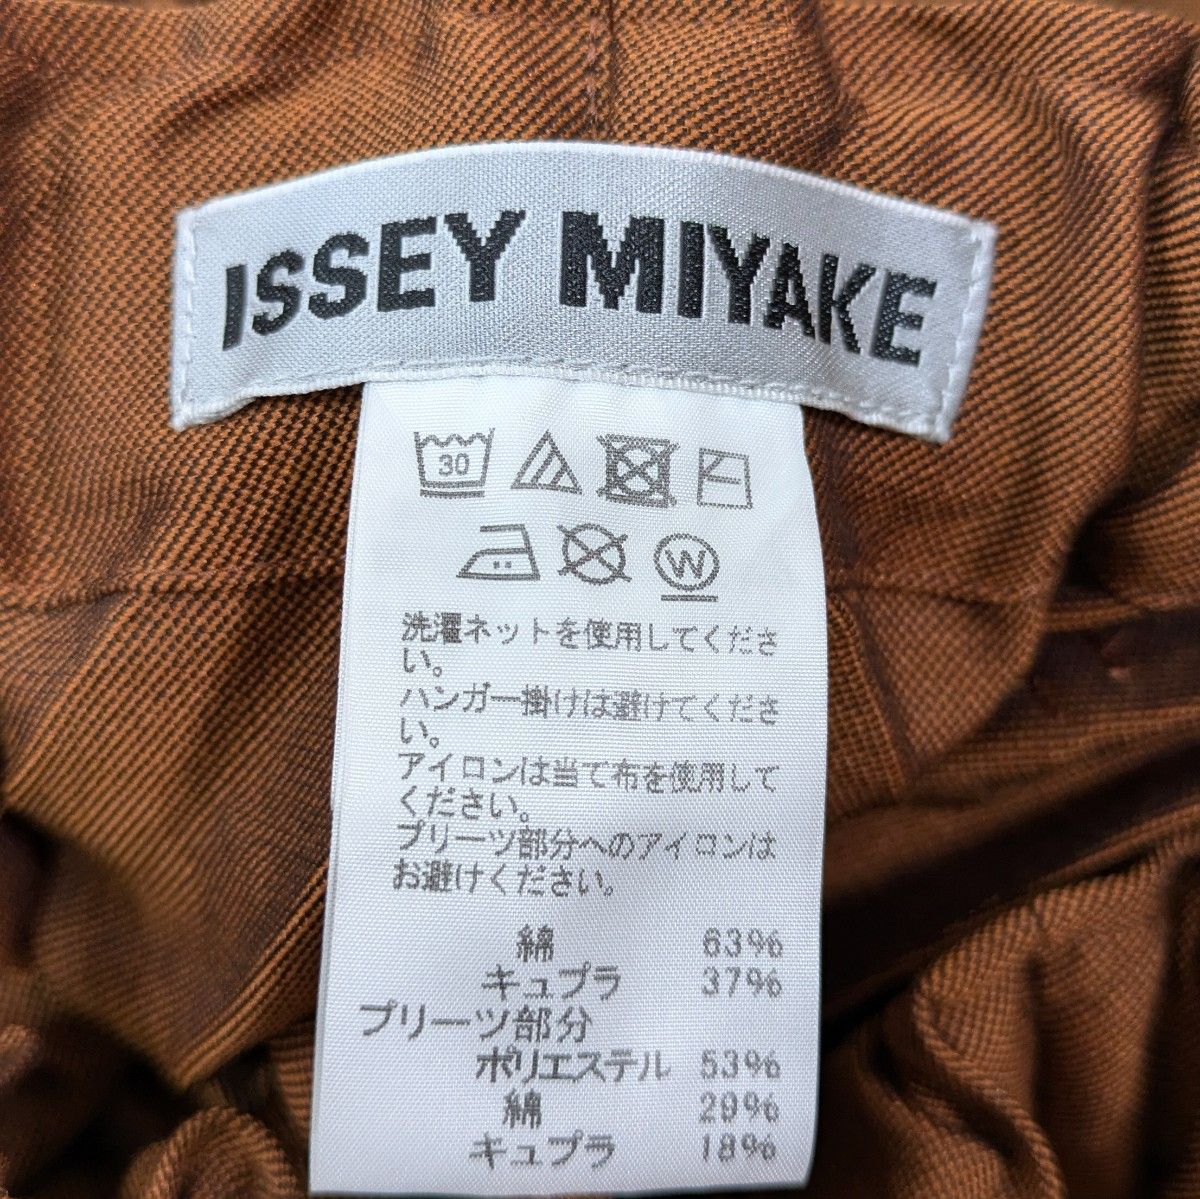 ISSEY MIYAKE
30
W
洗濯ネットを使用してくださ
い。
ハンガー掛けは避けてくださ
い。
アイロンは当て布を使用して
ください。
プリーツ部分へのアイロンは
お避けください。
綿 63%
キュプラ 37%
プリーツ部分
ポリエステル 53%
綿 29%
キュプラ 18%